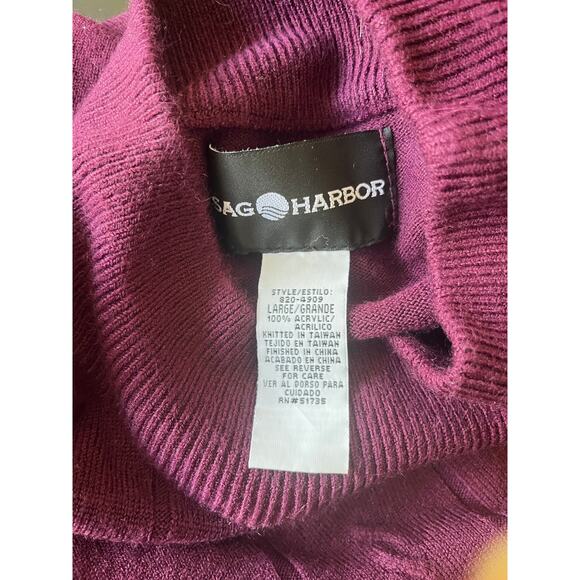 SAG HARBOR
STYLE/ESTILO:
820-4909
LARGE/GRANDE
100% ACRYLIC/
ACRILICO
KNITTED IN TAIWAN
TEJIDO EN TAIWAN
FINISHED IN CHINA
ACABADO EN CHINA
SEE REVERSE
FOR CARE
VER AL DORSO PARA
CUIDADO
RN#51735